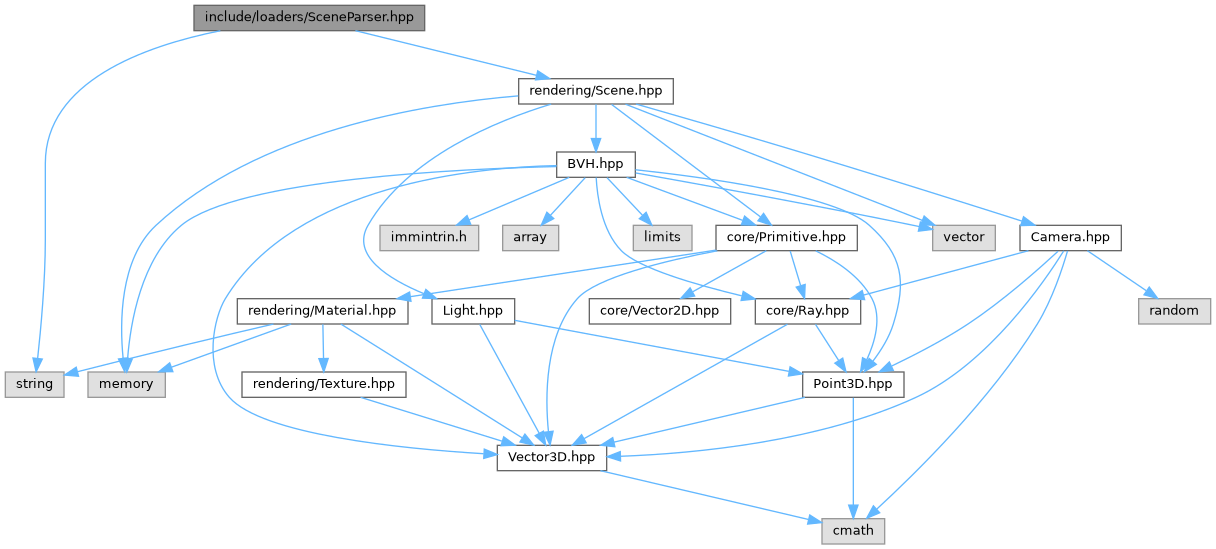 include/loaders/SceneParser.hpp
rendering/Scene.hpp
BVH.hpp
immintrin.h
array
limits
core/Primitive.hpp
vector
Camera.hpp
rendering/Material.hpp
Light.hpp
core/Vector2D.hpp
core/Ray.hpp
random
string
memory
rendering/Texture.hpp
Point3D.hpp
Vector3D.hpp
cmath